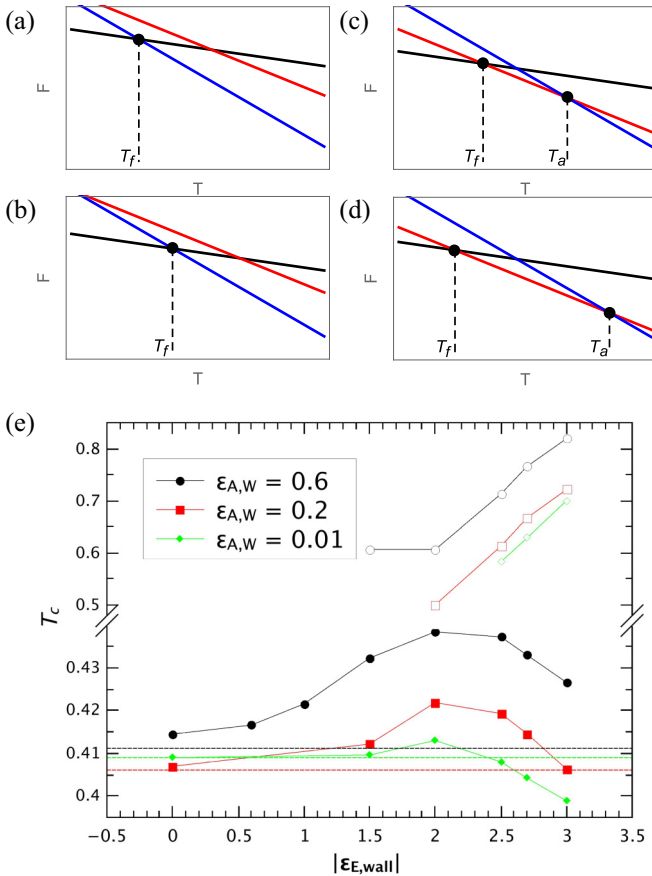 (a)
F
T_f
T
(b)
F
T_f
T
(c)
F
T_f
T_a
T
(d)
F
T_f
T_a
T
(e)
T_c
0.8
0.7
0.6
0.5
0.43
0.42
0.41
0.4
ε_A,W = 0.6
ε_A,W = 0.2
ε_A,W = 0.01
-0.5 0 0.5 1 1.5 2 2.5 3 3.5
|ε_E,wall|